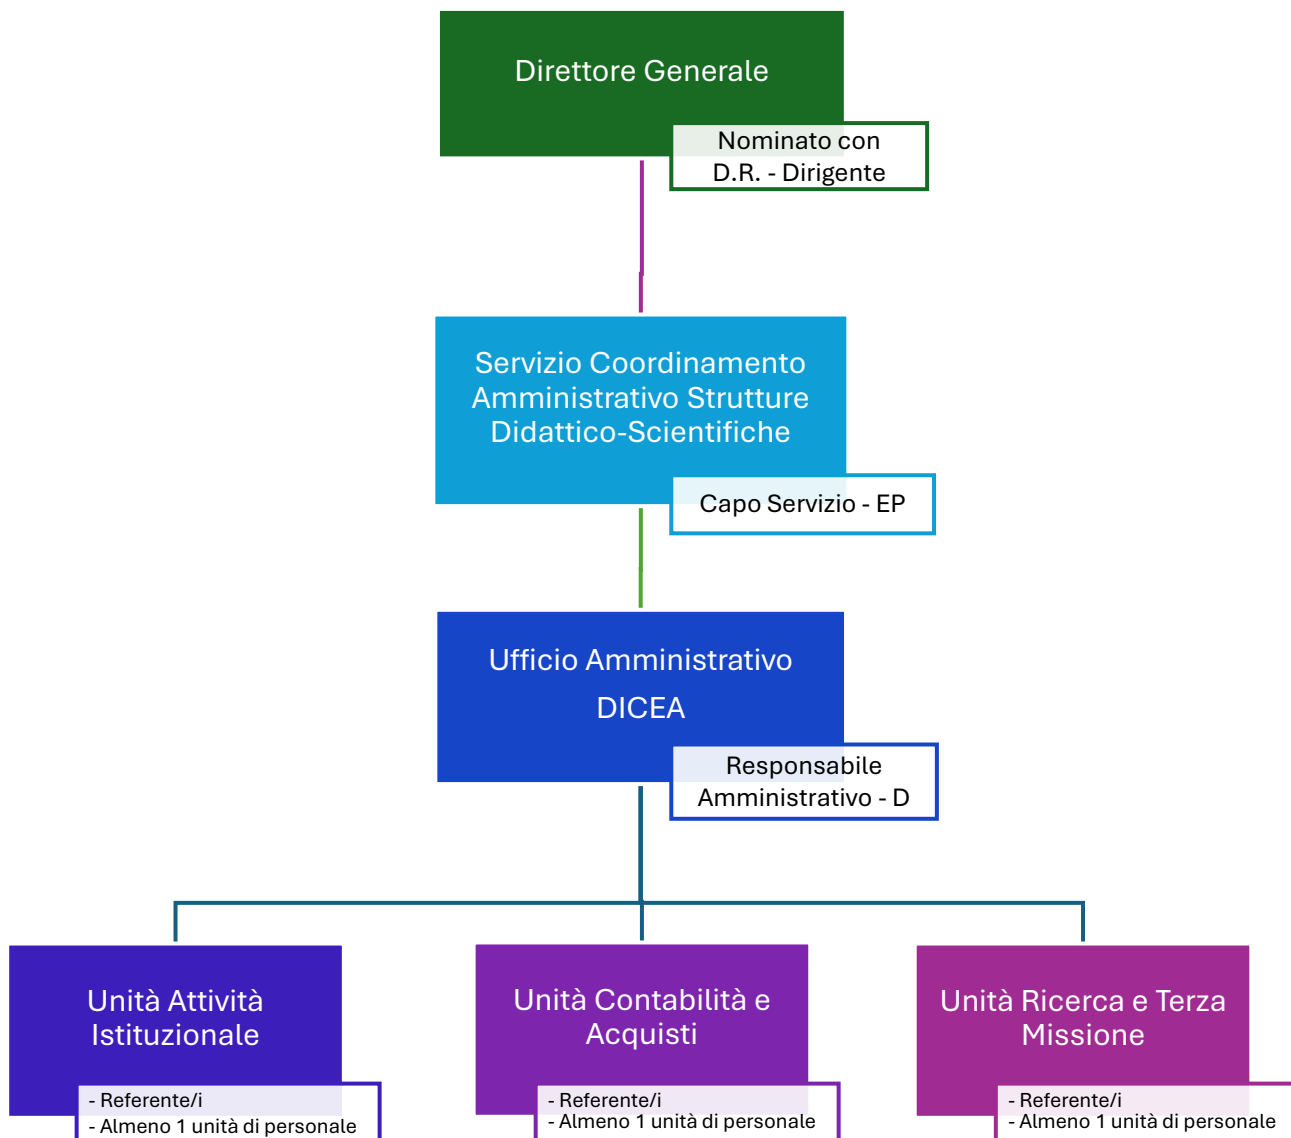 Direttore Generale
Nominato con
D.R. - Dirigente
Servizio Coordinamento
Amministrativo Strutture
Didattico-Scientifiche
Capo Servizio - EP
Ufficio Amministrativo
DICEA
Responsabile
Amministrativo - D
Unità Attività
Istituzionale
- Referente/i
- Almeno 1 unità di personale
Unità Contabilità e
Acquisti
- Referente/i
- Almeno 1 unità di personale
Unità Ricerca e Terza
Missione
- Referente/i
- Almeno 1 unità di personale